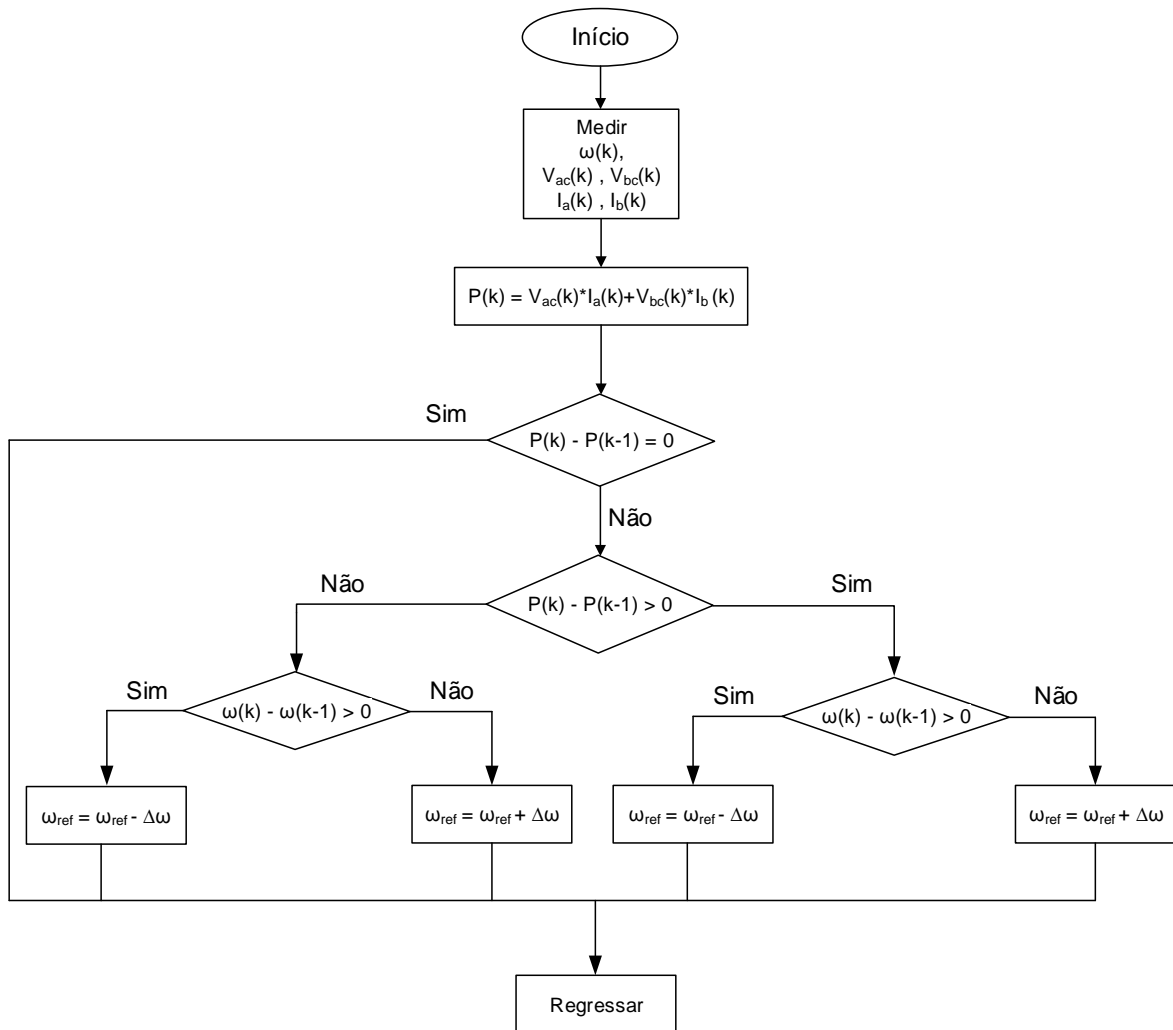 Início
Medir
ω(k),
Vac(k) , Vbc(k)
Ia(k) , Ib(k)
P(k) = Vac(k)*Ia(k)+Vbc(k)*Ib (k)
Sim
P(k) - P(k-1) = 0
Não
Não
P(k) - P(k-1) > 0
Sim
Sim
ω(k) - ω(k-1) > 0
Não
Sim
ω(k) - ω(k-1) > 0
Não
ωref = ωref - Δω
ωref = ωref + Δω
ωref = ωref - Δω
ωref = ωref + Δω
Regressar